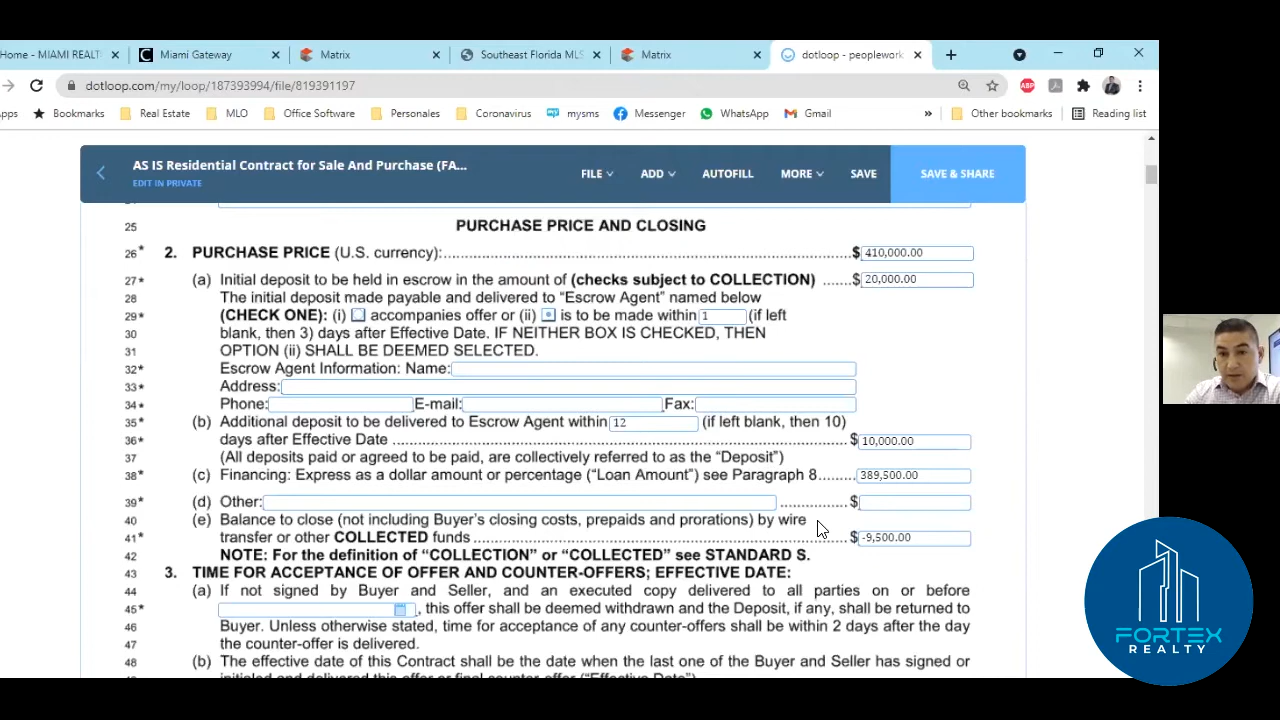 Home - MIAMI REALT
Miami Gateway
Matrix
Southeast Florida MLS
Matrix
dotloop - peoplework
dotloop.com/my/loop/187393994/file/819391197
ABP
Apps
Bookmarks
Real Estate
MLO
Office Software
Personales
Coronavirus
mysms
Messenger
WhatsApp
Gmail
»
Other bookmarks
Reading list
AS IS Residential Contract for Sale And Purchase (FA...
EDIT IN PRIVATE
FILE
ADD
AUTOFILL
MORE
SAVE
SAVE & SHARE
25 PURCHASE PRICE AND CLOSING
26* 2. PURCHASE PRICE (U.S. currency):.......... $ 410,000.00
27* (a) Initial deposit to be held in escrow in the amount of (checks subject to COLLECTION) .......$ 20,000.00
28 The initial deposit made payable and delivered to “Escrow Agent” named below
29* (CHECK ONE): (i) accompanies offer or (ii) is to be made within 1 (if left
30 blank, then 3) days after Effective Date. IF NEITHER BOX IS CHECKED, THEN
31 OPTION (ii) SHALL BE DEEMED SELECTED.
32* Escrow Agent Information: Name:
33* Address:
34* Phone: E-mail: Fax:
35* (b) Additional deposit to be delivered to Escrow Agent within 12 (if left blank, then 10)
36* days after Effective Date .......... $ 10,000.00
37 (All deposits paid or agreed to be paid, are collectively referred to as the “Deposit”)
38* (c) Financing: Express as a dollar amount or percentage (“Loan Amount”) see Paragraph 8......... 389,500.00
39* (d) Other: ................ $
40 (e) Balance to close (not including Buyer’s closing costs, prepaids and prorations) by wire
41* transfer or other COLLECTED funds .......... $ -9,500.00
42 NOTE: For the definition of “COLLECTION” or “COLLECTED” see STANDARD S.
43 3. TIME FOR ACCEPTANCE OF OFFER AND COUNTER-OFFERS; EFFECTIVE DATE:
44 (a) If not signed by Buyer and Seller, and an executed copy delivered to all parties on or before
45* , this offer shall be deemed withdrawn and the Deposit, if any, shall be returned to
46 Buyer. Unless otherwise stated, time for acceptance of any counter-offers shall be within 2 days after the day
47 the counter-offer is delivered.
48 (b) The effective date of this Contract shall be the date when the last one of the Buyer and Seller has signed or
initialed and delivered this offer or final counter-offer (“Effective Date”).
FORTEX
REALTY